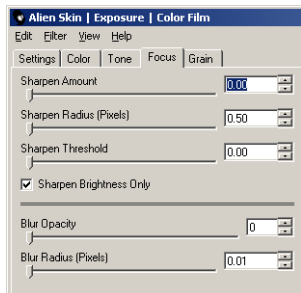 Alien Skin | Exposure | Color Film
Edit Filter View Help
Settings Color Tone Focus Grain
Sharpen Amount
0.00
Sharpen Radius (Pixels)
0.50
Sharpen Threshold
0.00
Sharpen Brightness Only
Blur Opacity
0
Blur Radius (Pixels)
0.01